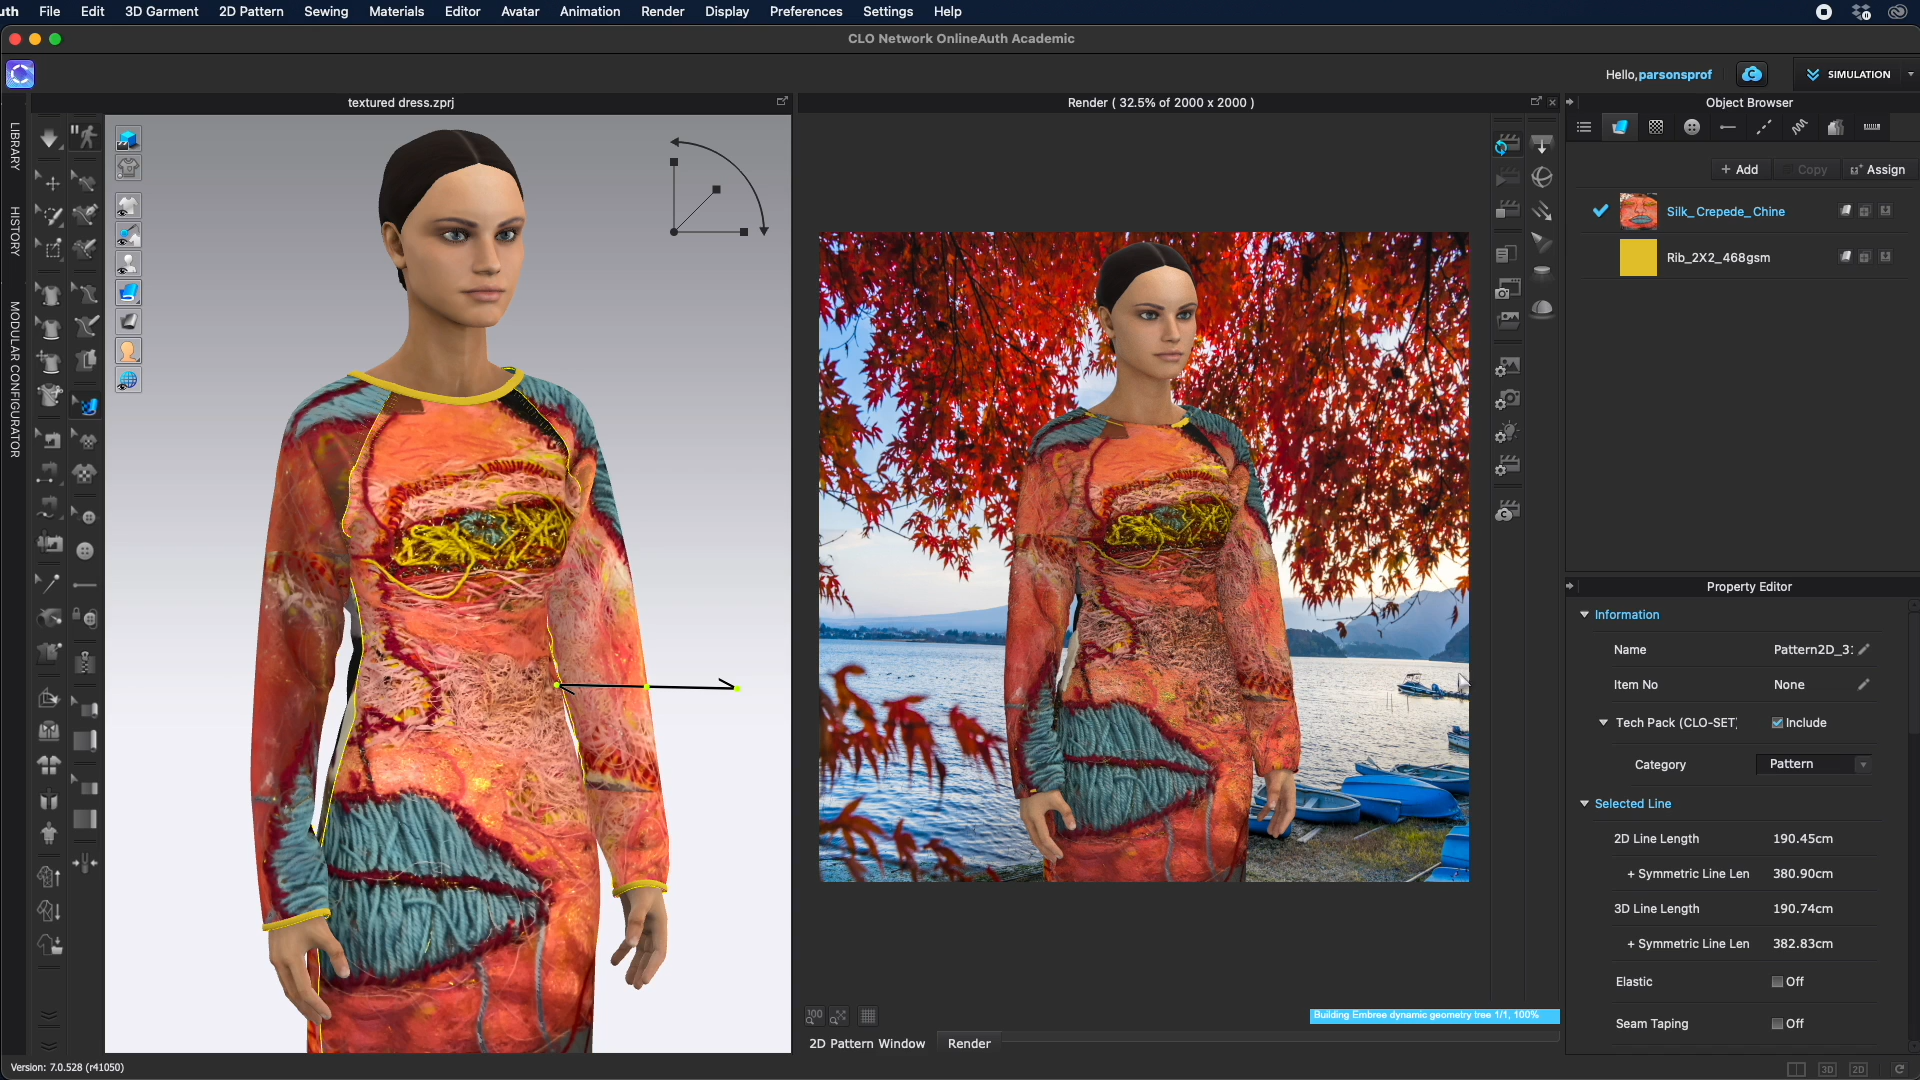 uth File Edit 3D Garment 2D Pattern Sewing Materials Editor Avatar Animation Render Display Preferences Settings Help
CLO Network OnlineAuth Academic
Hello,parsonsprof
SIMULATION
textured dress.zprj
Render ( 32.5% of 2000 x 2000 )
Object Browser
LIBRARY
HISTORY
MODULAR CONFIGURATOR
+ Add Copy Assign
Silk_Crepede_Chine
Rib_2X2_468gsm
Property Editor
Information
Name Pattern2D_3:
Item No None
Tech Pack (CLO-SET) Include
Category Pattern
Selected Line
2D Line Length 190.45cm
+ Symmetric Line Len 380.90cm
3D Line Length 190.74cm
+ Symmetric Line Len 382.83cm
Elastic Off
Seam Taping Off
100
Building Embree dynamic geometry tree 1/1, 100%
2D Pattern Window Render
Version: 7.0.528 (r41050)
3D 2D